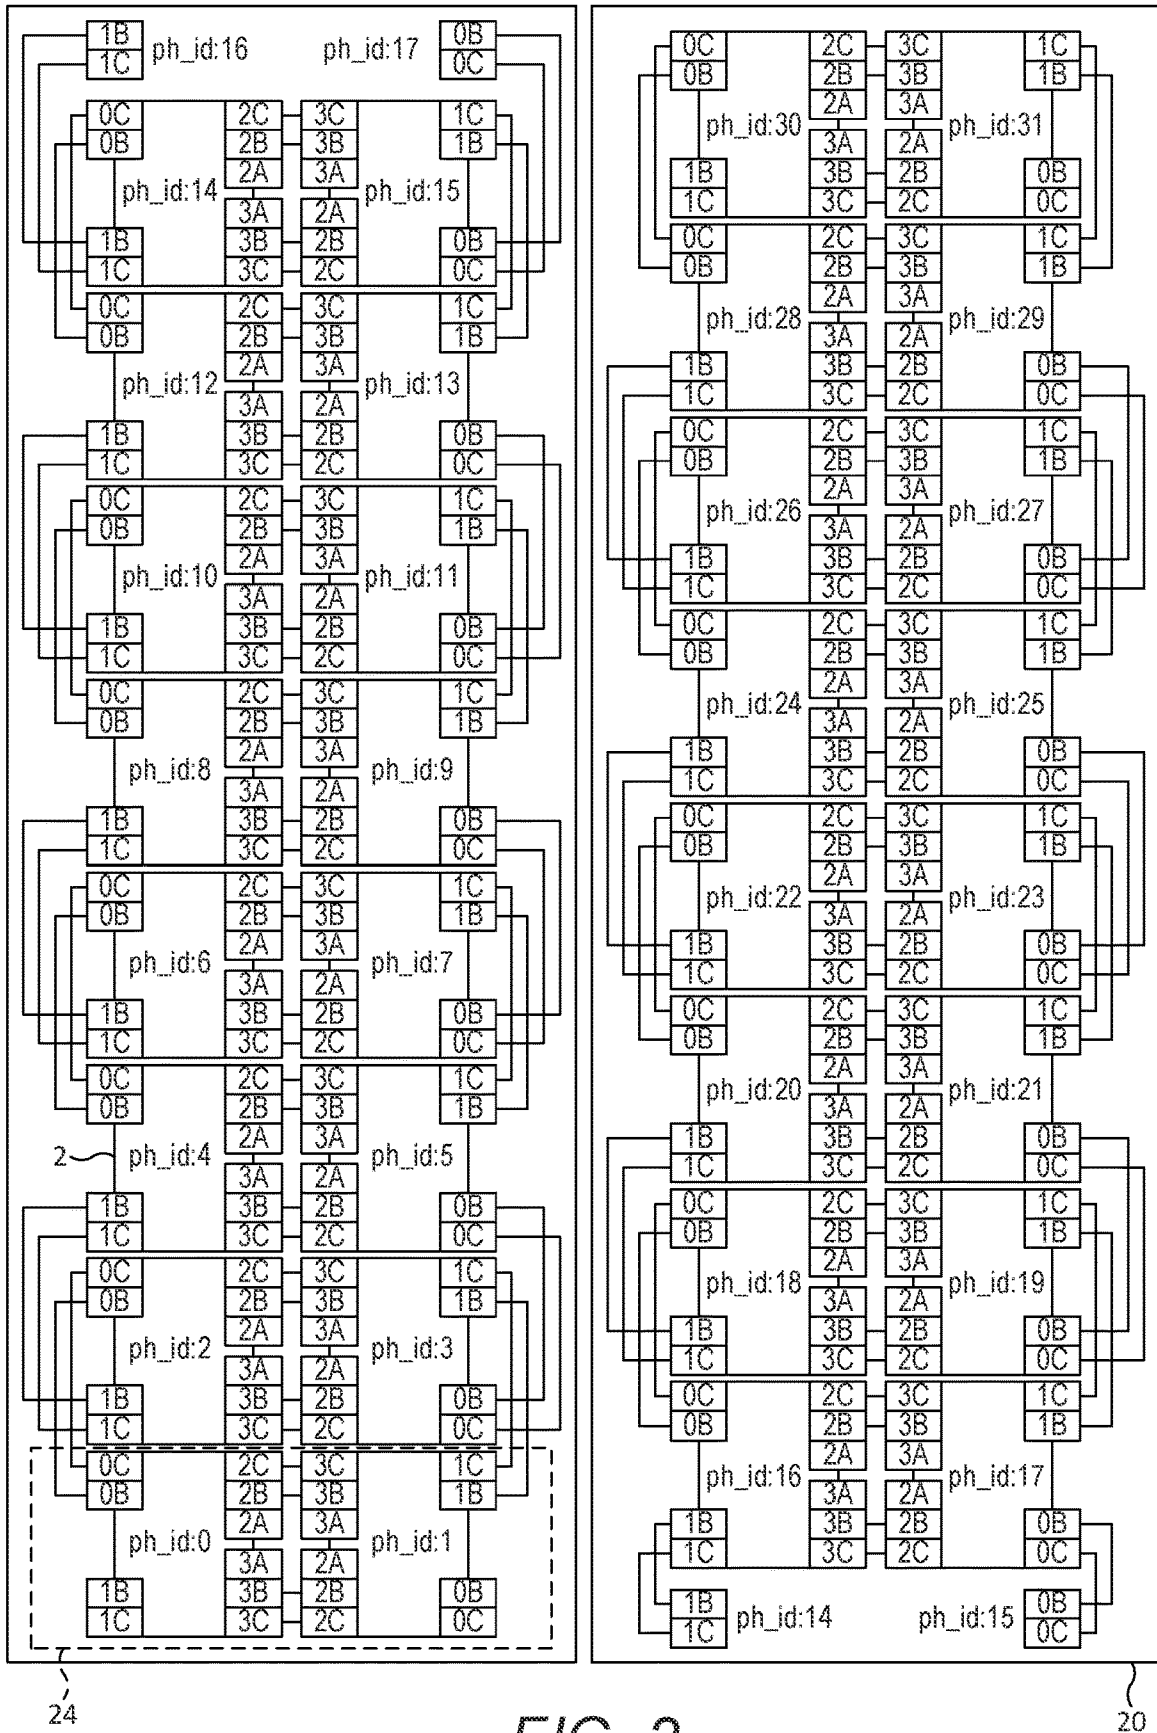 1B ph_id:16 ph_id:17 0B
1C 0C
0C 2C 3C 1C
0B 2B 3B 1B
2A 3A
ph_id:14 ph_id:15
3A 2A
1B 3B 2B 0B
1C 3C 2C 0C
0C 2C 3C 1C
0B 2B 3B 1B
2A 3A
ph_id:12 ph_id:13
3A 2A
1B 3B 2B 0B
1C 3C 2C 0C
0C 2C 3C 1C
0B 2B 3B 1B
2A 3A
ph_id:10 ph_id:11
3A 2A
1B 3B 2B 0B
1C 3C 2C 0C
0C 2C 3C 1C
0B 2B 3B 1B
2A 3A
ph_id:8 ph_id:9
3A 2A
1B 3B 2B 0B
1C 3C 2C 0C
0C 2C 3C 1C
0B 2B 3B 1B
2A 3A
ph_id:6 ph_id:7
3A 2A
1B 3B 2B 0B
1C 3C 2C 0C
0C 2C 3C 1C
0B 2B 3B 1B
2A 3A
2 ph_id:4 ph_id:5
3A 2A
1B 3B 2B 0B
1C 3C 2C 0C
0C 2C 3C 1C
0B 2B 3B 1B
2A 3A
ph_id:2 ph_id:3
3A 2A
1B 3B 2B 0B
1C 3C 2C 0C
0C 2C 3C 1C
0B 2B 3B 1B
2A 3A
ph_id:0 ph_id:1
3A 2A
1B 3B 2B 0B
1C 3C 2C 0C
24
0C 2C 3C 1C
0B 2B 3B 1B
2A 3A
ph_id:30 ph_id:31
3A 2A
1B 3B 2B 0B
1C 3C 2C 0C
0C 2C 3C 1C
0B 2B 3B 1B
2A 3A
ph_id:28 ph_id:29
3A 2A
1B 3B 2B 0B
1C 3C 2C 0C
0C 2C 3C 1C
0B 2B 3B 1B
2A 3A
ph_id:26 ph_id:27
3A 2A
1B 3B 2B 0B
1C 3C 2C 0C
0C 2C 3C 1C
0B 2B 3B 1B
2A 3A
ph_id:24 ph_id:25
3A 2A
1B 3B 2B 0B
1C 3C 2C 0C
0C 2C 3C 1C
0B 2B 3B 1B
2A 3A
ph_id:22 ph_id:23
3A 2A
1B 3B 2B 0B
1C 3C 2C 0C
0C 2C 3C 1C
0B 2B 3B 1B
2A 3A
ph_id:20 ph_id:21
3A 2A
1B 3B 2B 0B
1C 3C 2C 0C
0C 2C 3C 1C
0B 2B 3B 1B
2A 3A
ph_id:18 ph_id:19
3A 2A
1B 3B 2B 0B
1C 3C 2C 0C
0C 2C 3C 1C
0B 2B 3B 1B
2A 3A
ph_id:16 ph_id:17
3A 2A
1B 3B 2B 0B
1C 3C 2C 0C
1B ph_id:14 ph_id:15 0B
1C 0C
20
FIG.